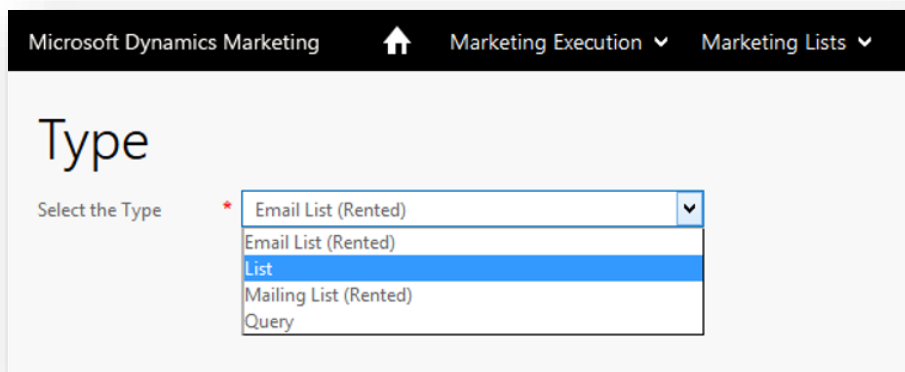 Microsoft Dynamics Marketing Marketing Execution Marketing Lists
Type
Select the Type * Email List (Rented)
Email List (Rented)
List
Mailing List (Rented)
Query